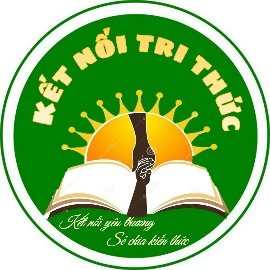 KẾT NỐI TRI THỨC
Kết nối yêu thương
Sẻ chia kiến thức